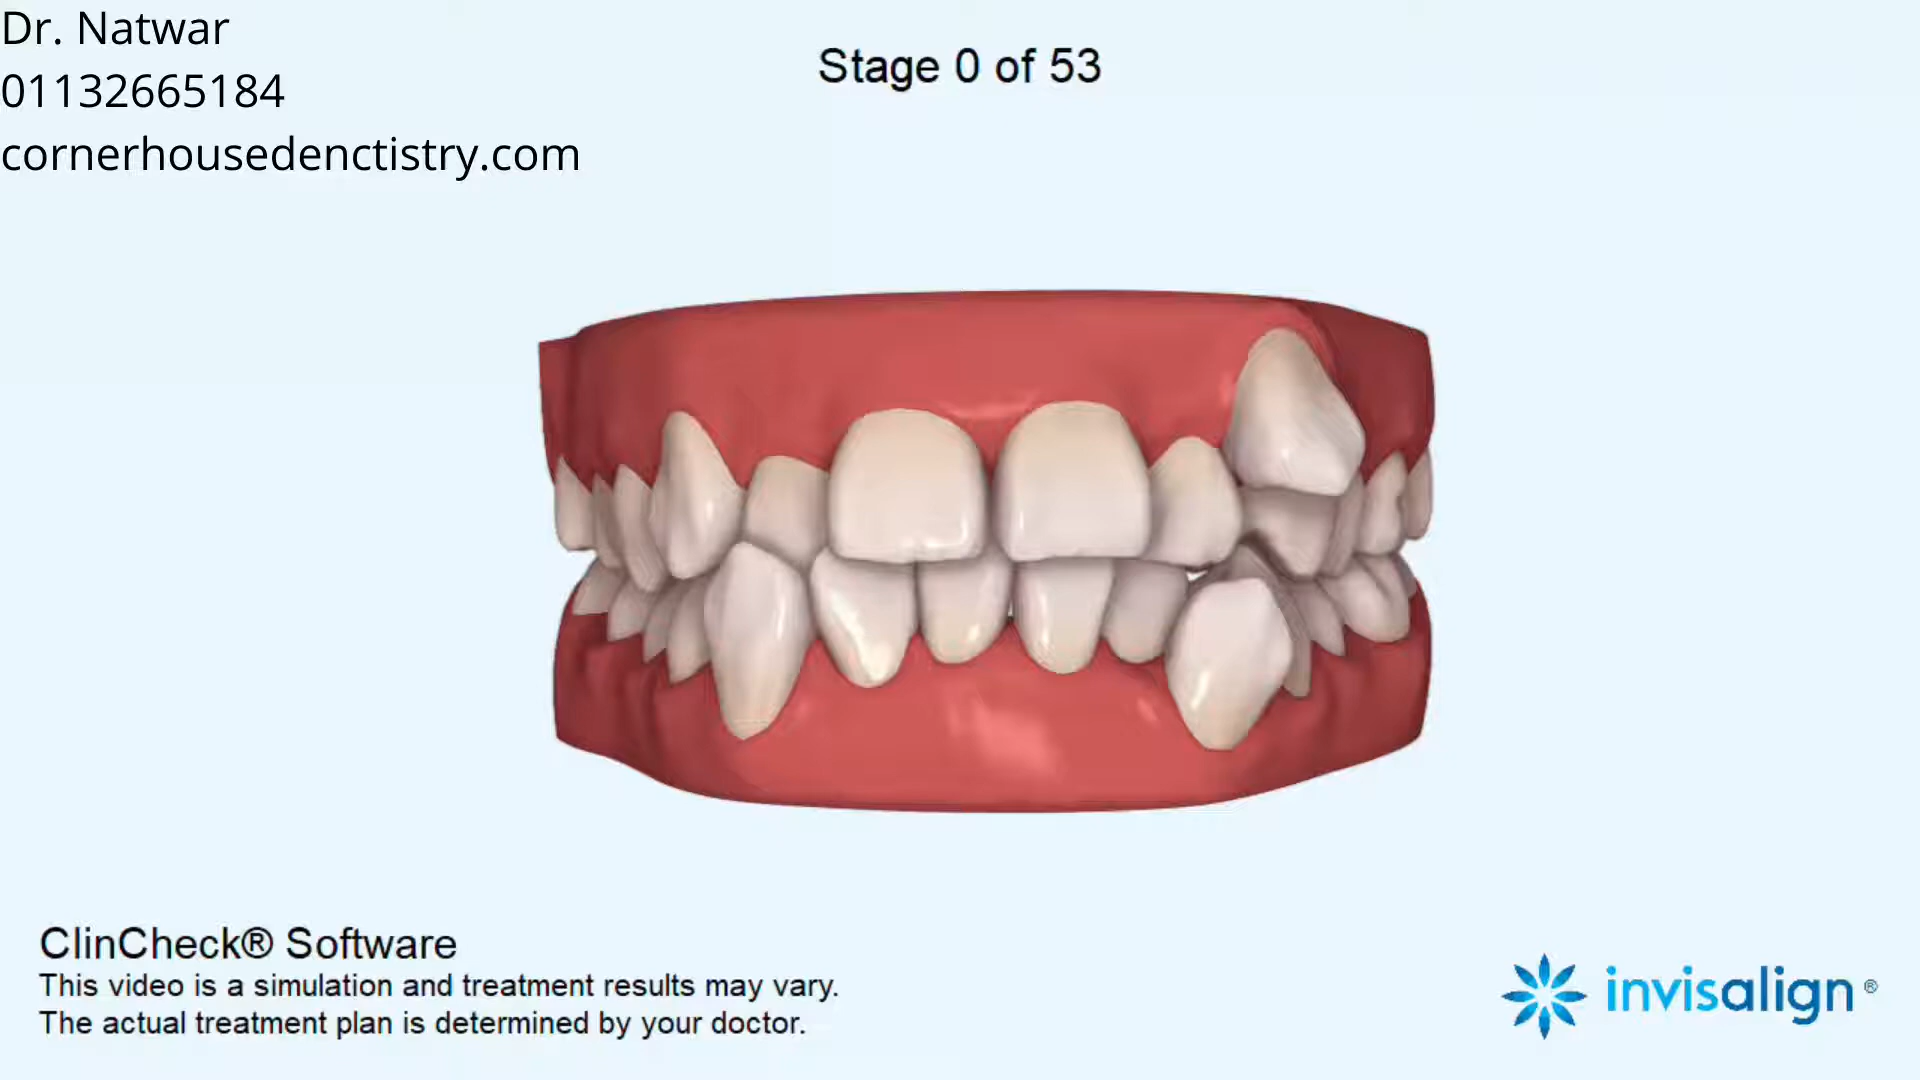 Dr. Natwar
01132665184
cornerhousedenctistry.com
Stage 0 of 53
ClinCheck® Software
This video is a simulation and treatment results may vary.
The actual treatment plan is determined by your doctor.
invisalign®